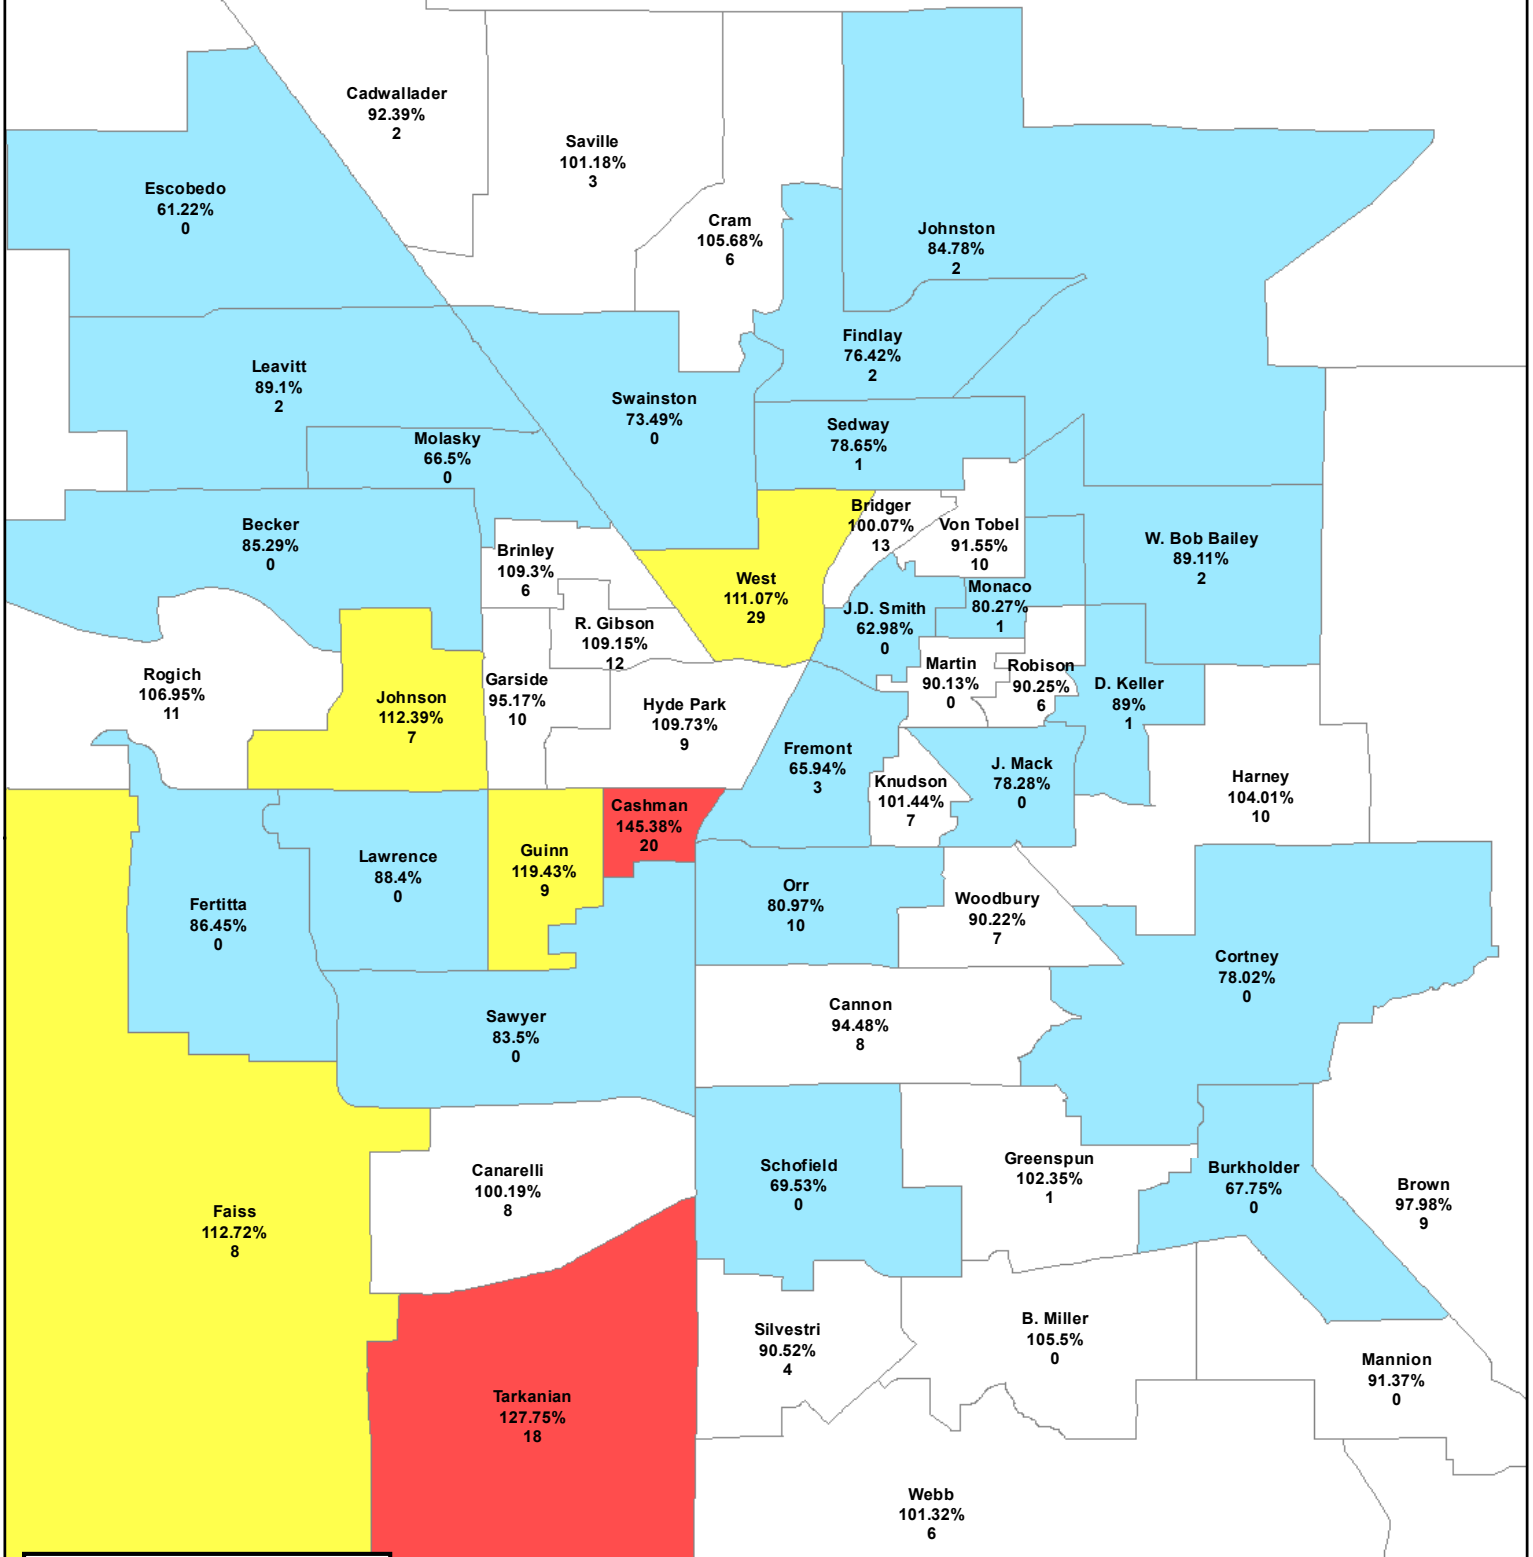 Cadwallader
92.39%
2
Saville
101.18%
3
Escobedo
61.22%
0
Cram
105.68%
6
Johnston
84.78%
2
Findlay
76.42%
2
Leavitt
89.1%
2
Swainston
73.49%
0
Sedway
78.65%
1
Molasky
66.5%
0
Becker
85.29%
0
Bridger
100.07%
13
Von Tobel
91.55%
10
W. Bob Bailey
89.11%
2
Brinley
109.3%
6
West
111.07%
29
Monaco
80.27%
1
J.D. Smith
62.98%
0
R. Gibson
109.15%
12
Rogich
106.95%
11
Johnson
112.39%
7
Garside
95.17%
10
Hyde Park
109.73%
9
Martin
90.13%
0
Robison
90.25%
6
D. Keller
89%
1
Fremont
65.94%
3
Knudson
101.44%
7
J. Mack
78.28%
0
Harney
104.01%
10
Cashman
145.38%
20
Guinn
119.43%
9
Lawrence
88.4%
0
Fertitta
86.45%
0
Orr
80.97%
10
Woodbury
90.22%
7
Cortney
78.02%
0
Sawyer
83.5%
0
Cannon
94.48%
8
Canarelli
100.19%
8
Schofield
69.53%
0
Greenspun
102.35%
1
Burkholder
67.75%
0
Brown
97.98%
9
Faiss
112.72%
8
Silvestri
90.52%
4
B. Miller
105.5%
0
Mannion
91.37%
0
Tarkanian
127.75%
18
Webb
101.32%
6